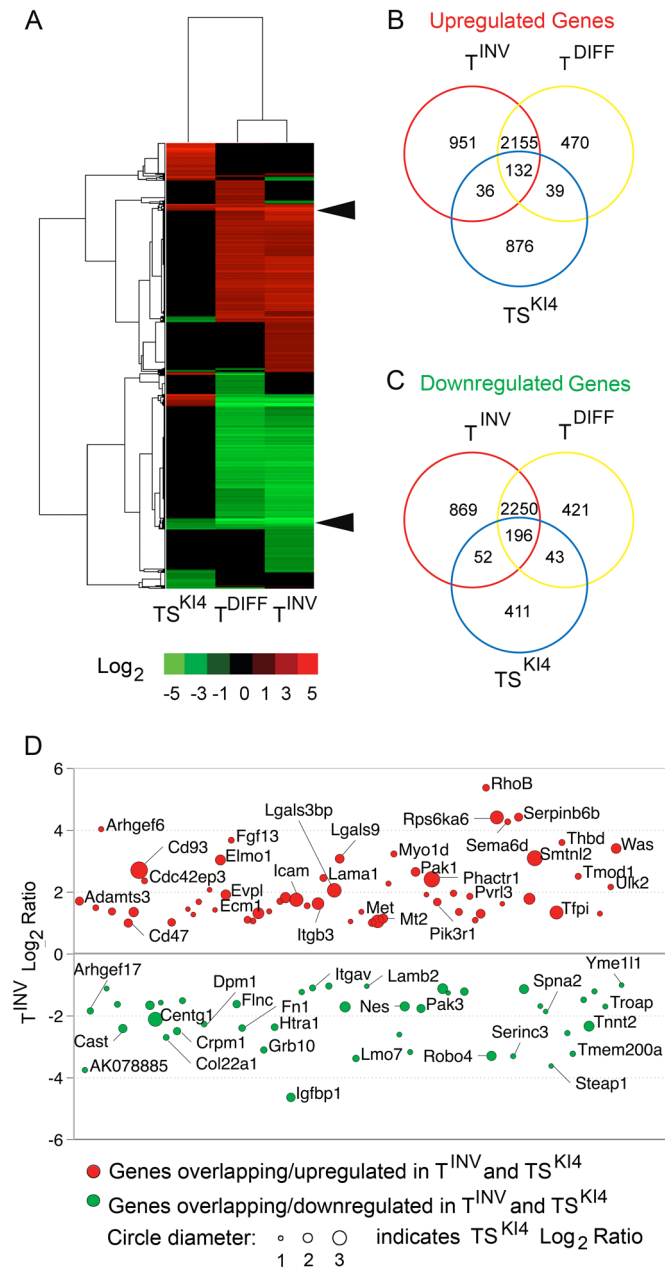 A
TS^KI4 T^DIFF T^INV
Log2
-5 -3 -1 0 1 3 5
B
Upregulated Genes
T^INV T^DIFF
951 2155 470
132
36 39
876
TS^KI4
C
Downregulated Genes
T^INV T^DIFF
869 2250 421
196
52 43
411
TS^KI4
D
T^INV Log2 Ratio
6
4
2
0
-2
-4
-6
RhoB
Arhgef6
Lgals3bp
Rps6ka6
Serpinb6b
Fgf13
Lgals9
Sema6d
Thbd
Was
Cd93
Elmo1
Myo1d
Smtnl2
Cdc42ep3
Icam
Lama1
Pak1
Phactr1
Tmod1
Adamts3
Evpl
Pvrl3
Ulk2
Ecm1
Met
Mt2
Tfpi
Cd47
Itgb3
Pik3r1
Arhgef17
Dpm1
Itgav
Lamb2
Spna2
Yme1l1
Centg1
Flnc
Fn1
Nes
Pak3
Troap
Cast
Crpm1
Htra1
Serinc3
Tnnt2
AK078885
Col22a1
Grb10
Lmo7
Robo4
Tmem200a
Igfbp1
Steap1
Genes overlapping/upregulated in T^INV and TS^KI4
Genes overlapping/downregulated in T^INV and TS^KI4
Circle diameter: indicates TS^KI4 Log2 Ratio
1 2 3